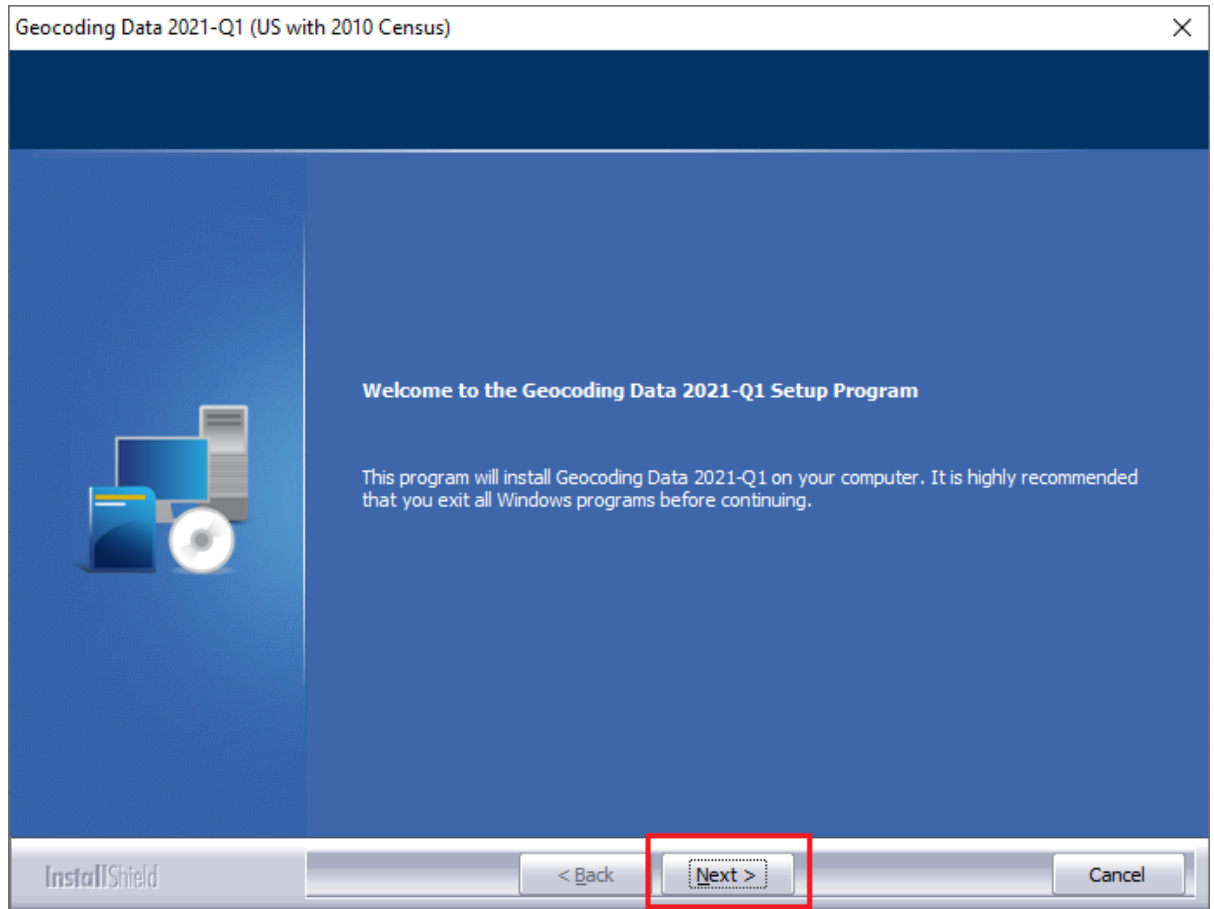 Geocoding Data 2021-Q1 (US with 2010 Census)
Welcome to the Geocoding Data 2021-Q1 Setup Program
This program will install Geocoding Data 2021-Q1 on your computer. It is highly recommended
that you exit all Windows programs before continuing.
InstallShield
< Back
Next >
Cancel